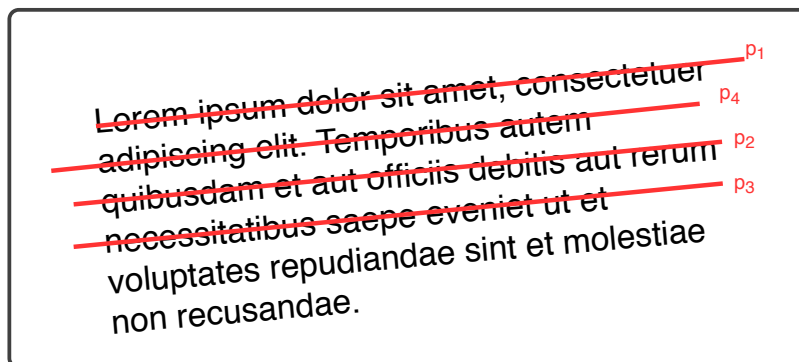 Lorem ipsum dolor sit amet, consectetuer
adipiscing elit. Temporibus autem
quibusdam et aut officiis debitis aut rerum
necessitatibus saepe eveniet ut et
voluptates repudiandae sint et molestiae
non recusandae.
p1
p4
p2
p3